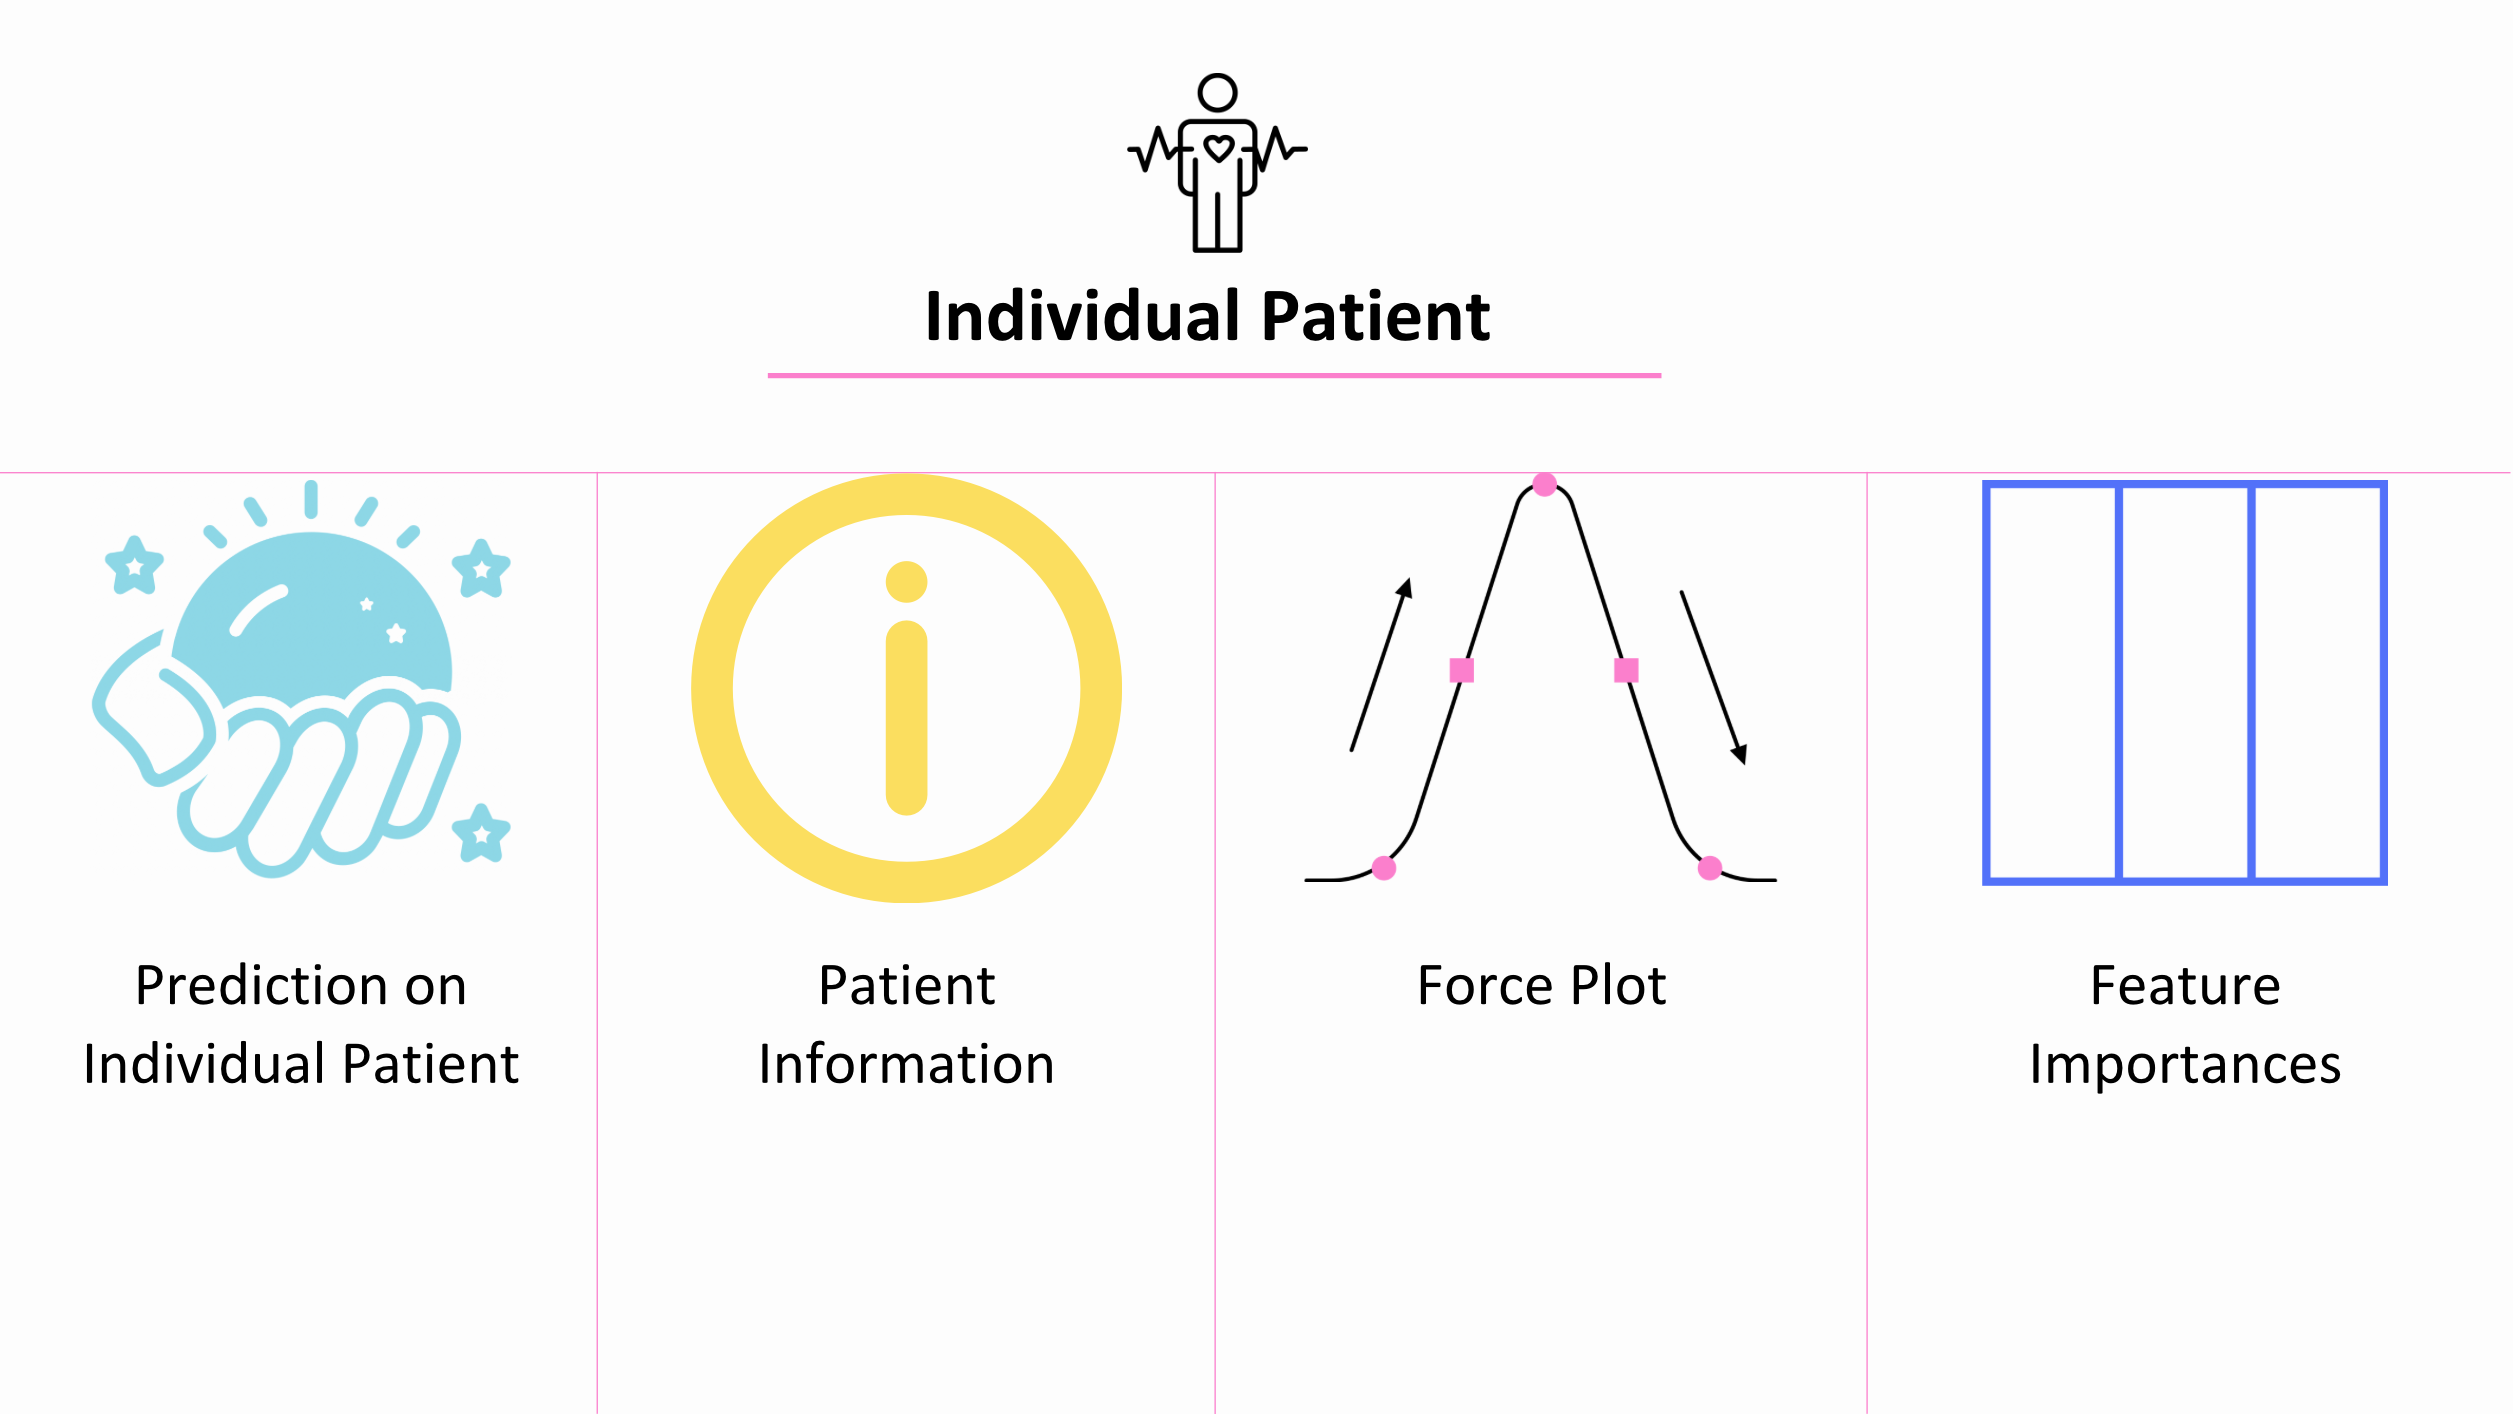 Individual Patient
Prediction on
Individual Patient
Patient
Information
Force Plot
Feature
Importances